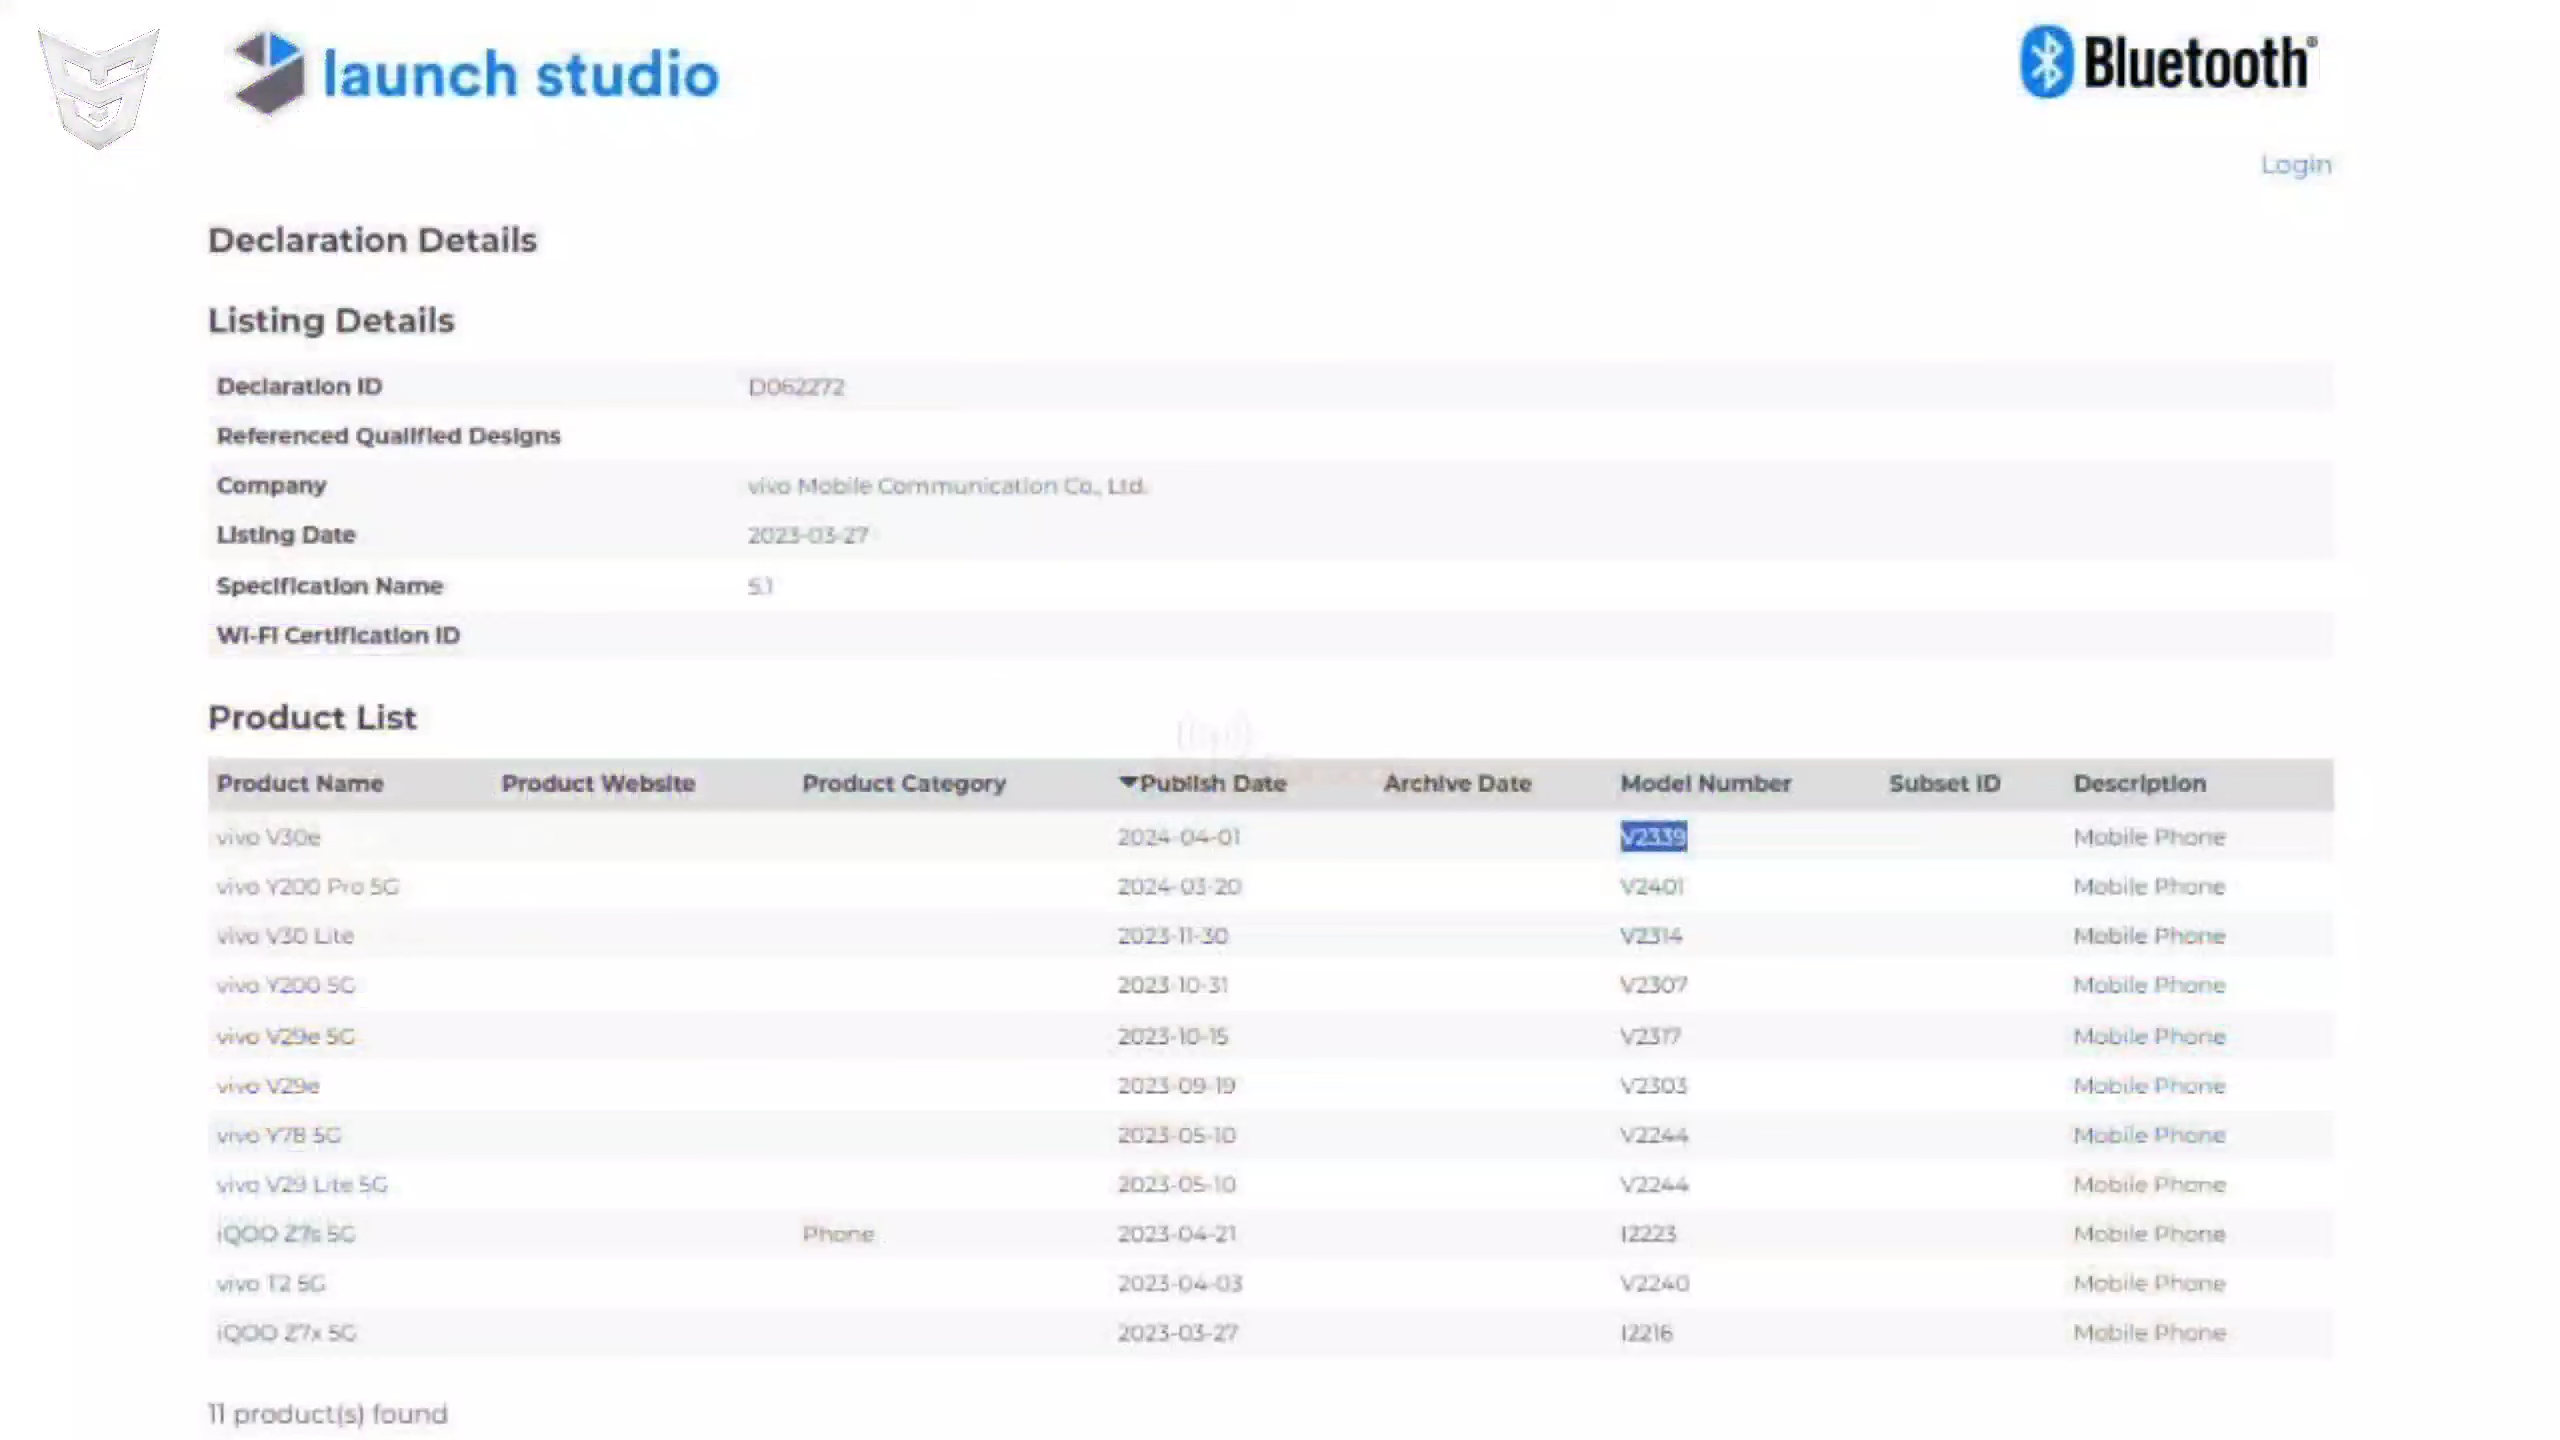 launch studio
Bluetooth®
Login
Declaration Details
Listing Details
Declaration ID D062272
Referenced Qualified Designs
Company vivo Mobile Communication Co., Ltd.
Listing Date 2023-03-27
Specification Name 5.1
Wi-Fi Certification ID
Product List
Product Name Product Website Product Category ▼Publish Date Archive Date Model Number Subset ID Description
vivo V30e 2024-04-01 V2339 Mobile Phone
vivo Y200 Pro 5G 2024-03-20 V2401 Mobile Phone
vivo V30 Lite 2023-11-30 V2314 Mobile Phone
vivo Y200 5G 2023-10-31 V2307 Mobile Phone
vivo V29e 5G 2023-10-15 V2317 Mobile Phone
vivo V29e 2023-09-19 V2303 Mobile Phone
vivo Y78 5G 2023-05-10 V2244 Mobile Phone
vivo V29 Lite 5G 2023-05-10 V2244 Mobile Phone
iQOO Z7s 5G Phone 2023-04-21 I2223 Mobile Phone
vivo T2 5G 2023-04-03 V2240 Mobile Phone
iQOO Z7x 5G 2023-03-27 I2216 Mobile Phone
11 product(s) found